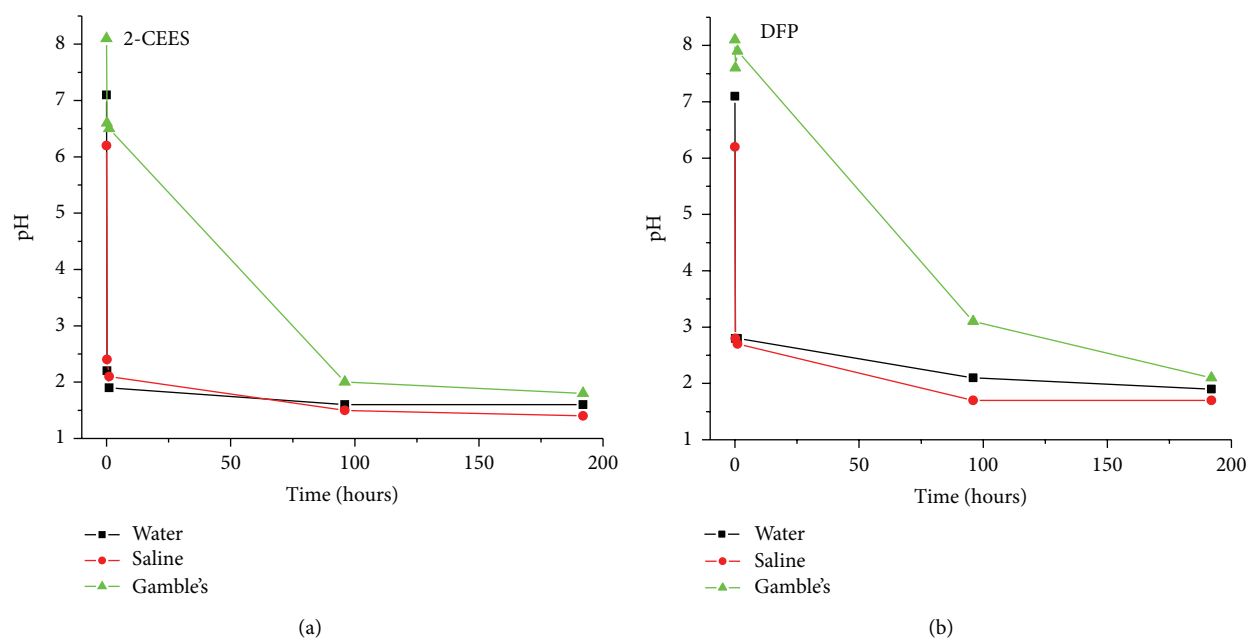 2-CEES
8
7
6
5
4
3
2
1
pH
0
50
100
150
200
Time (hours)
Water
Saline
Gamble's
(a)
DFP
8
7
6
5
4
3
2
1
pH
0
50
100
150
200
Time (hours)
Water
Saline
Gamble's
(b)